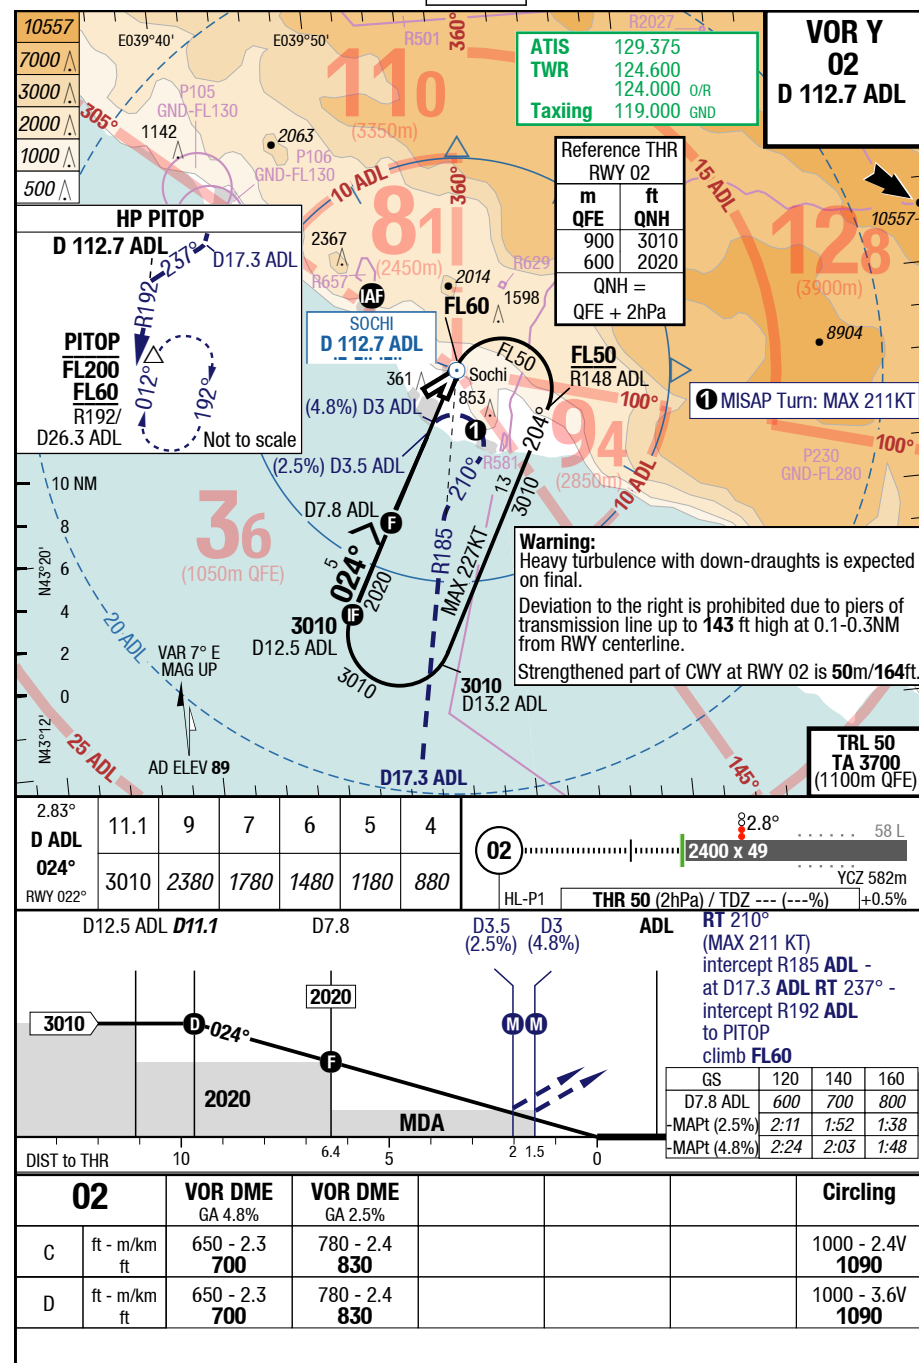 10557
7000
3000
2000
1000
500
E039°40'
E039°50'
R501
360°
R2027
ATIS 129.375
TWR 124.600
124.000 O/R
Taxiing 119.000 GND
VOR Y
02
D 112.7 ADL
305°
P105
GND-FL130
1142
2063
P106
GND-FL130
110
(3350m)
10 ADL
360°
15 ADL
Reference THR
RWY 02
m ft
QFE QNH
900 3010
600 2020
QNH =
QFE + 2hPa
10557
128
(3900m)
8904
HP PITOP
D 112.7 ADL
237°
D17.3 ADL
R192
PITOP
FL200
FL60
R192/
D26.3 ADL
012°
192°
Not to scale
2367
R657
81
(2450m)
IAF
2014
FL60
1598
R629
SOCHI
D 112.7 ADL
Sochi
FL50
FL50
R148 ADL
361
853
(4.8%) D3 ADL
1
204°
100°
94
(2850m)
R581
1 MISAP Turn: MAX 211KT
100°
P230
GND-FL280
10 ADL
(2.5%) D3.5 ADL
210°
13
3010
10 NM
8
6
4
2
0
N43°20'
N43°12'
36
(1050m QFE)
D7.8 ADL
F
5
024°
2020
R185
MAX 227KT
IF
3010
D12.5 ADL
3010
3010
D13.2 ADL
20 ADL
VAR 7° E
MAG UP
25 ADL
AD ELEV 89
D17.3 ADL
145°
Warning:
Heavy turbulence with down-draughts is expected
on final.
Deviation to the right is prohibited due to piers of
transmission line up to 143 ft high at 0.1-0.3NM
from RWY centerline.
Strengthened part of CWY at RWY 02 is 50m/164ft.
TRL 50
TA 3700
(1100m QFE)
2.83°
D ADL 11.1 9 7 6 5 4
024°
RWY 022° 3010 2380 1780 1480 1180 880
02
2.8°
58 L
2400 x 49
YCZ 582m
HL-P1 THR 50 (2hPa) / TDZ --- (---%) +0.5%
D12.5 ADL D11.1 D7.8 D3.5 D3 ADL
(2.5%) (4.8%)
RT 210°
(MAX 211 KT)
intercept R185 ADL -
at D17.3 ADL RT 237° -
intercept R192 ADL
to PITOP
climb FL60
2020
3010
D
024°
M M
F
2020
MDA
DIST to THR 10 6.4 5 2 1.5 0
GS 120 140 160
D7.8 ADL 600 700 800
-MAPt (2.5%) 2:11 1:52 1:38
-MAPt (4.8%) 2:24 2:03 1:48
02 VOR DME VOR DME Circling
GA 4.8% GA 2.5%
C ft - m/km 650 - 2.3 780 - 2.4 1000 - 2.4V
ft 700 830 1090
D ft - m/km 650 - 2.3 780 - 2.4 1000 - 3.6V
ft 700 830 1090